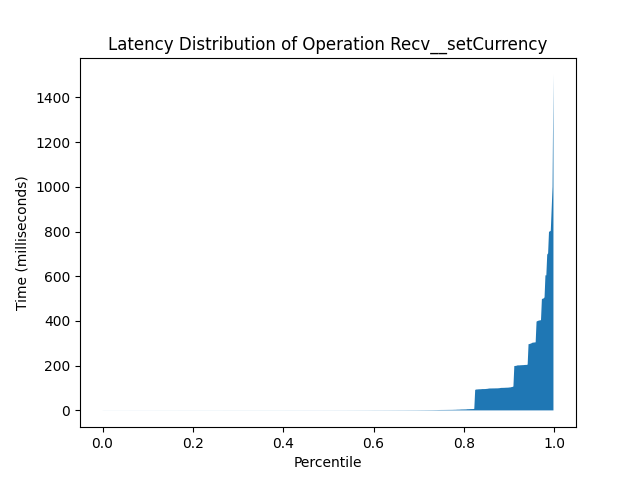 Latency Distribution of Operation Recv__setCurrency
1400
1200
1000
800
600
400
200
0
Time (milliseconds)
0.0 0.2 0.4 0.6 0.8 1.0
Percentile